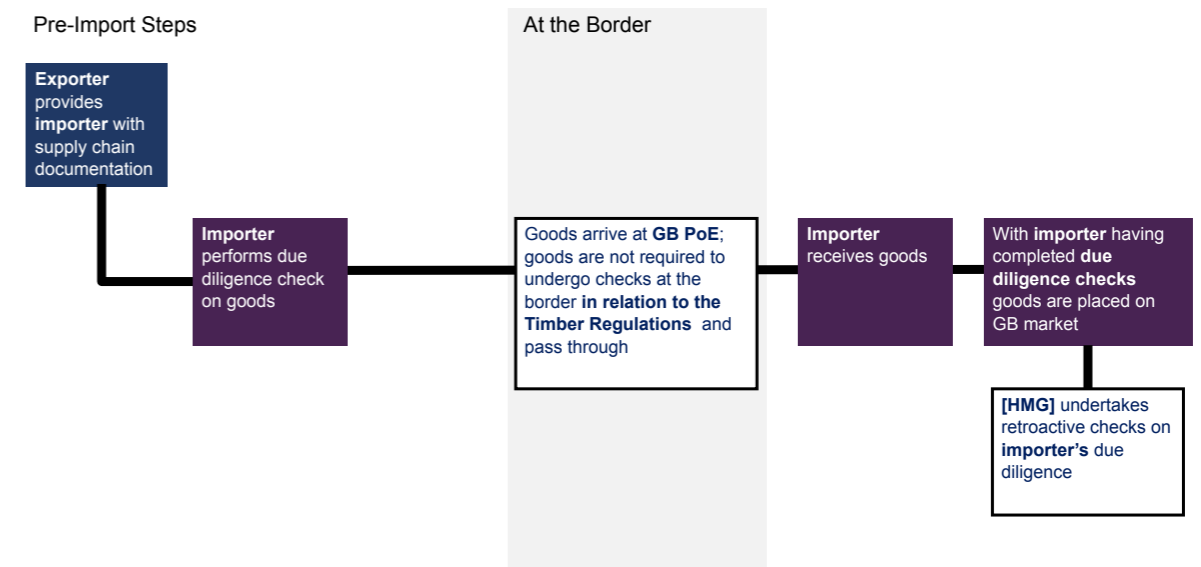 Pre-Import Steps
At the Border
Exporter
provides
importer with
supply chain
documentation
Importer
performs due
diligence check
on goods
Goods arrive at GB PoE;
goods are not required to
undergo checks at the
border in relation to the
Timber Regulations and
pass through
Importer
receives goods
With importer having
completed due
diligence checks
goods are placed on
GB market
[HMG] undertakes
retroactive checks on
importer's due
diligence